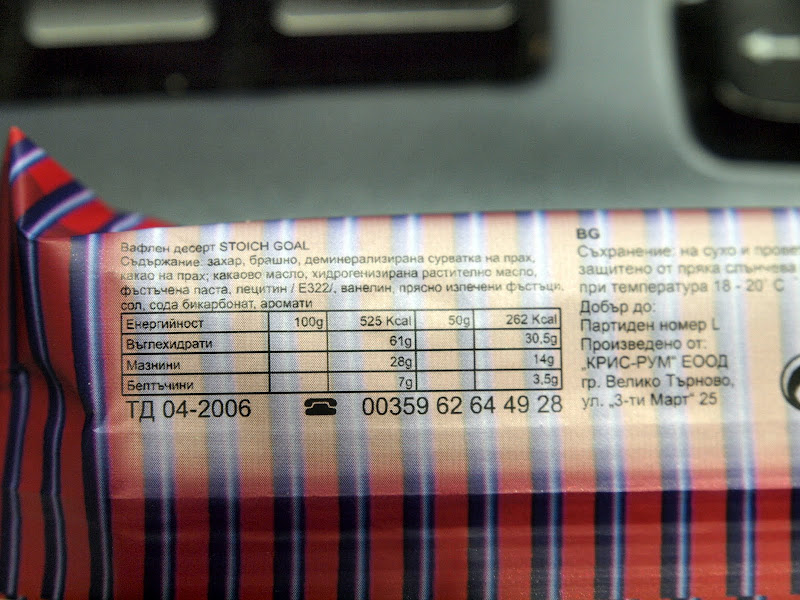 Вафлен десерт STOICH GOAL
Съдържание: захар, брашно, деминерализирана сурватка на прах,
какао на прах; какаово масло, хидрогенизирана растително масло,
фъстъчена паста, лецитин / E322/, ванелин, прясно изпечени фъстъци,
сол, сода бикарбонат, аромати
Енергийност 100g 525 Kcal 50g 262 Kcal
Въглехидрати 61g 30,5g
Мазнини 28g 14g
Белтъчини 7g 3,5g
ТД 04-2006 ☎ 00359 62 64 49 28
BG
Съхранение: на сухо и прове
защитено от пряка слънчева
при температура 18 - 20° С
Добър до:
Партиден номер L
Произведено от:
„КРИС-РУМ" ЕООД
гр. Велико Търново,
ул. „3-ти Март" 25